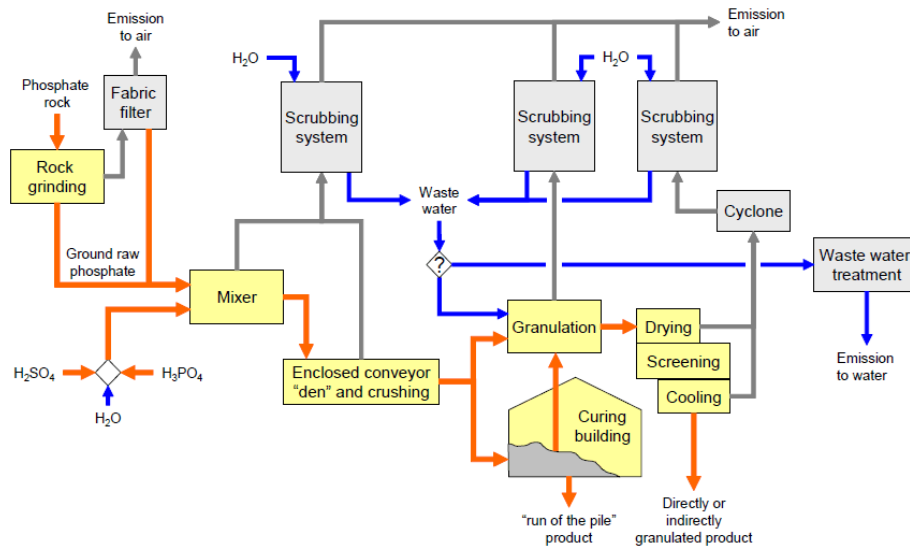 Emission
to air
Emission
to air
H₂O
H₂O
Phosphate
rock
Fabric
filter
Scrubbing
system
Scrubbing
system
Scrubbing
system
Rock
grinding
Waste
water
Cyclone
Ground raw
phosphate
?
Waste water
treatment
Mixer
Granulation
Drying
Screening
Cooling
H₂SO₄
H₃PO₄
H₂O
Enclosed conveyor
"den" and crushing
Emission
to water
Curing
building
"run of the pile"
product
Directly or
indirectly
granulated product